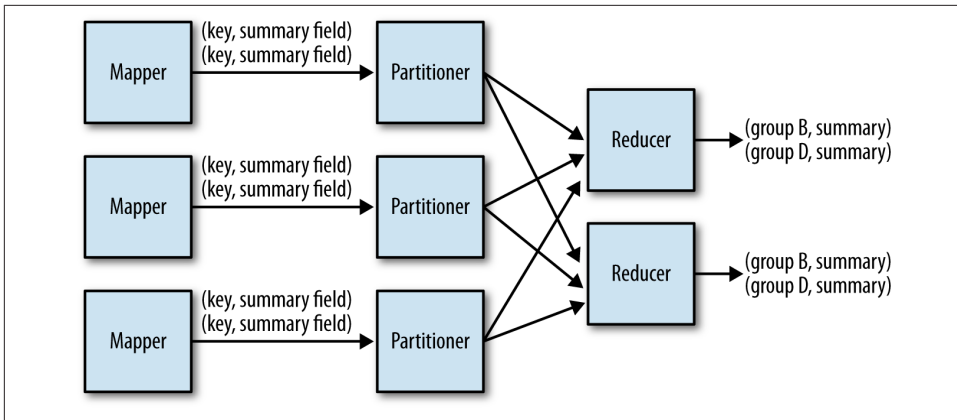 (key, summary field)
(key, summary field)
Mapper
Partitioner
Reducer
(group B, summary)
(group D, summary)
(key, summary field)
(key, summary field)
Mapper
Partitioner
Reducer
(group B, summary)
(group D, summary)
(key, summary field)
(key, summary field)
Mapper
Partitioner